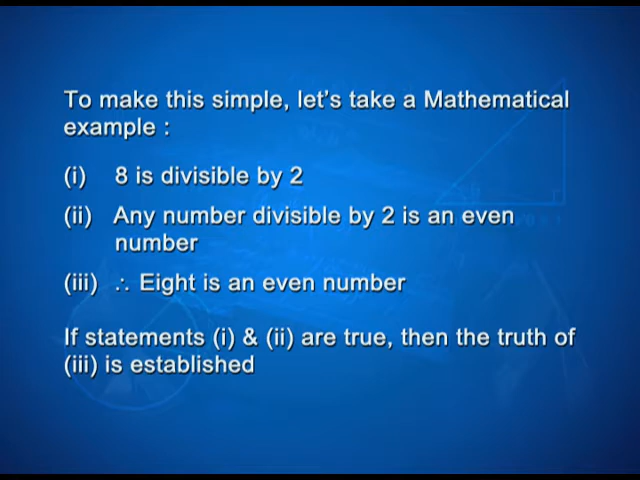 To make this simple, let's take a Mathematical
example :
(i) 8 is divisible by 2
(ii) Any number divisible by 2 is an even
number
(iii) ∴ Eight is an even number
If statements (i) & (ii) are true, then the truth of
(iii) is established